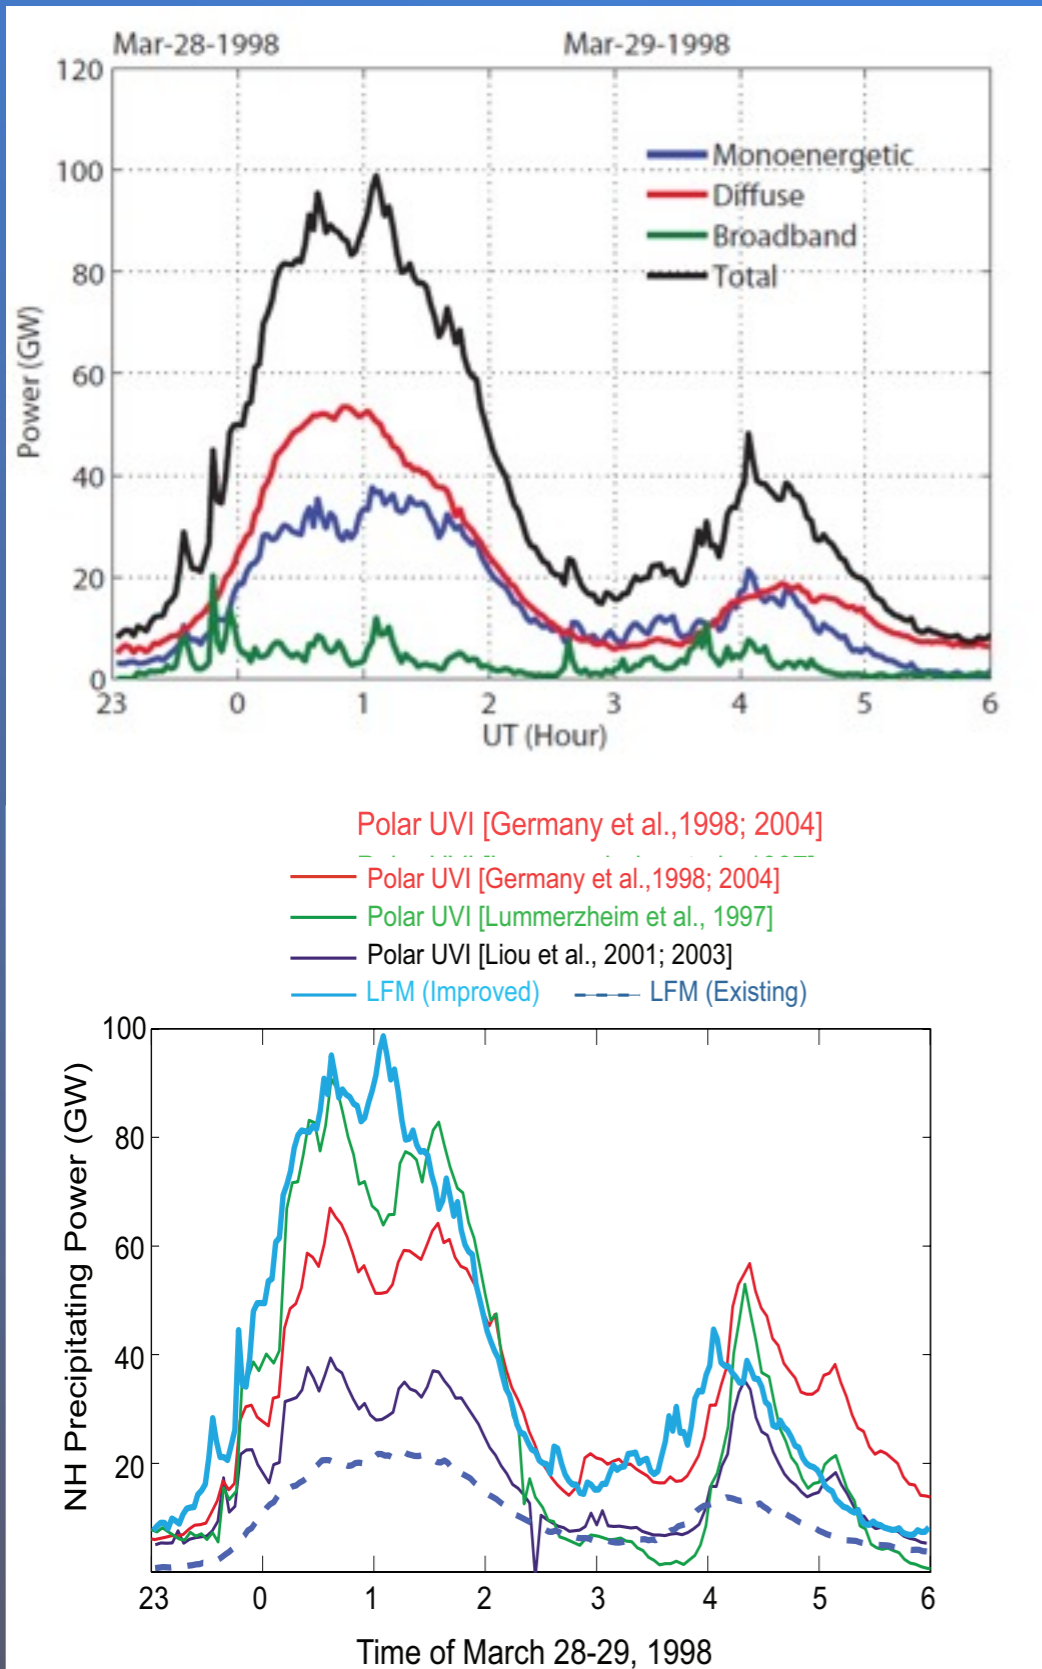 Mar-28-1998 Mar-29-1998
120
100
80
60
40
20
0
Power (GW)
Monoenergetic
Diffuse
Broadband
Total
23 0 1 2 3 4 5 6
UT (Hour)
Polar UVI [Germany et al.,1998; 2004]
Polar UVI [Germany et al.,1998; 2004]
Polar UVI [Lummerzheim et al., 1997]
Polar UVI [Liou et al., 2001; 2003]
LFM (Improved) LFM (Existing)
100
80
60
40
20
NH Precipitating Power (GW)
23 0 1 2 3 4 5 6
Time of March 28-29, 1998